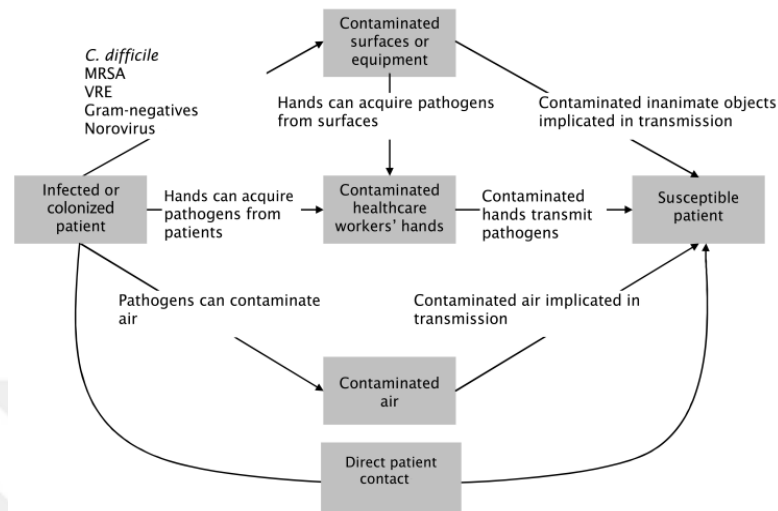 Contaminated
surfaces or
equipment
C. difficile
MRSA
VRE
Gram-negatives
Norovirus
Hands can acquire pathogens
from surfaces
Contaminated inanimate objects
implicated in transmission
Infected or
colonized
patient
Hands can acquire
pathogens from
patients
Contaminated
healthcare
workers’ hands
Contaminated
hands transmit
pathogens
Susceptible
patient
Pathogens can contaminate
air
Contaminated air implicated in
transmission
Contaminated
air
Direct patient
contact